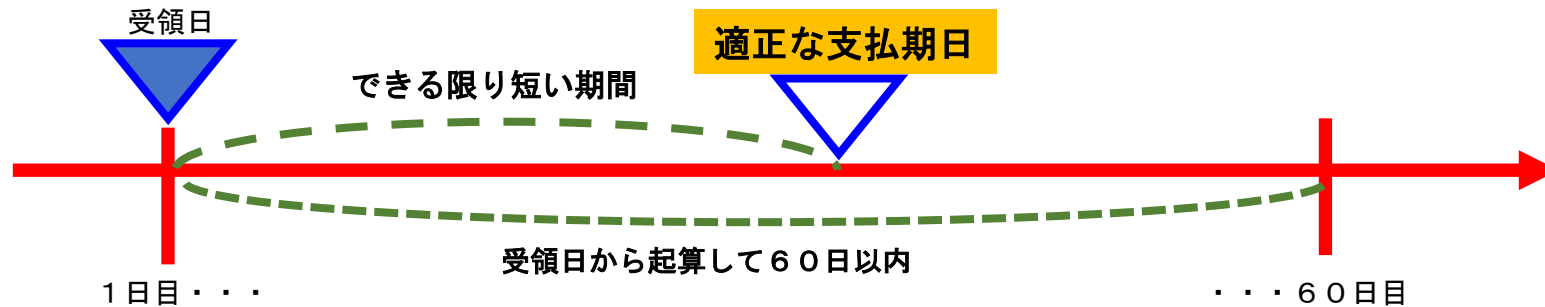 受領日
適正な支払期日
できる限り短い期間
受領日から起算して６０日以内
１日目・・・
・・・６０日目